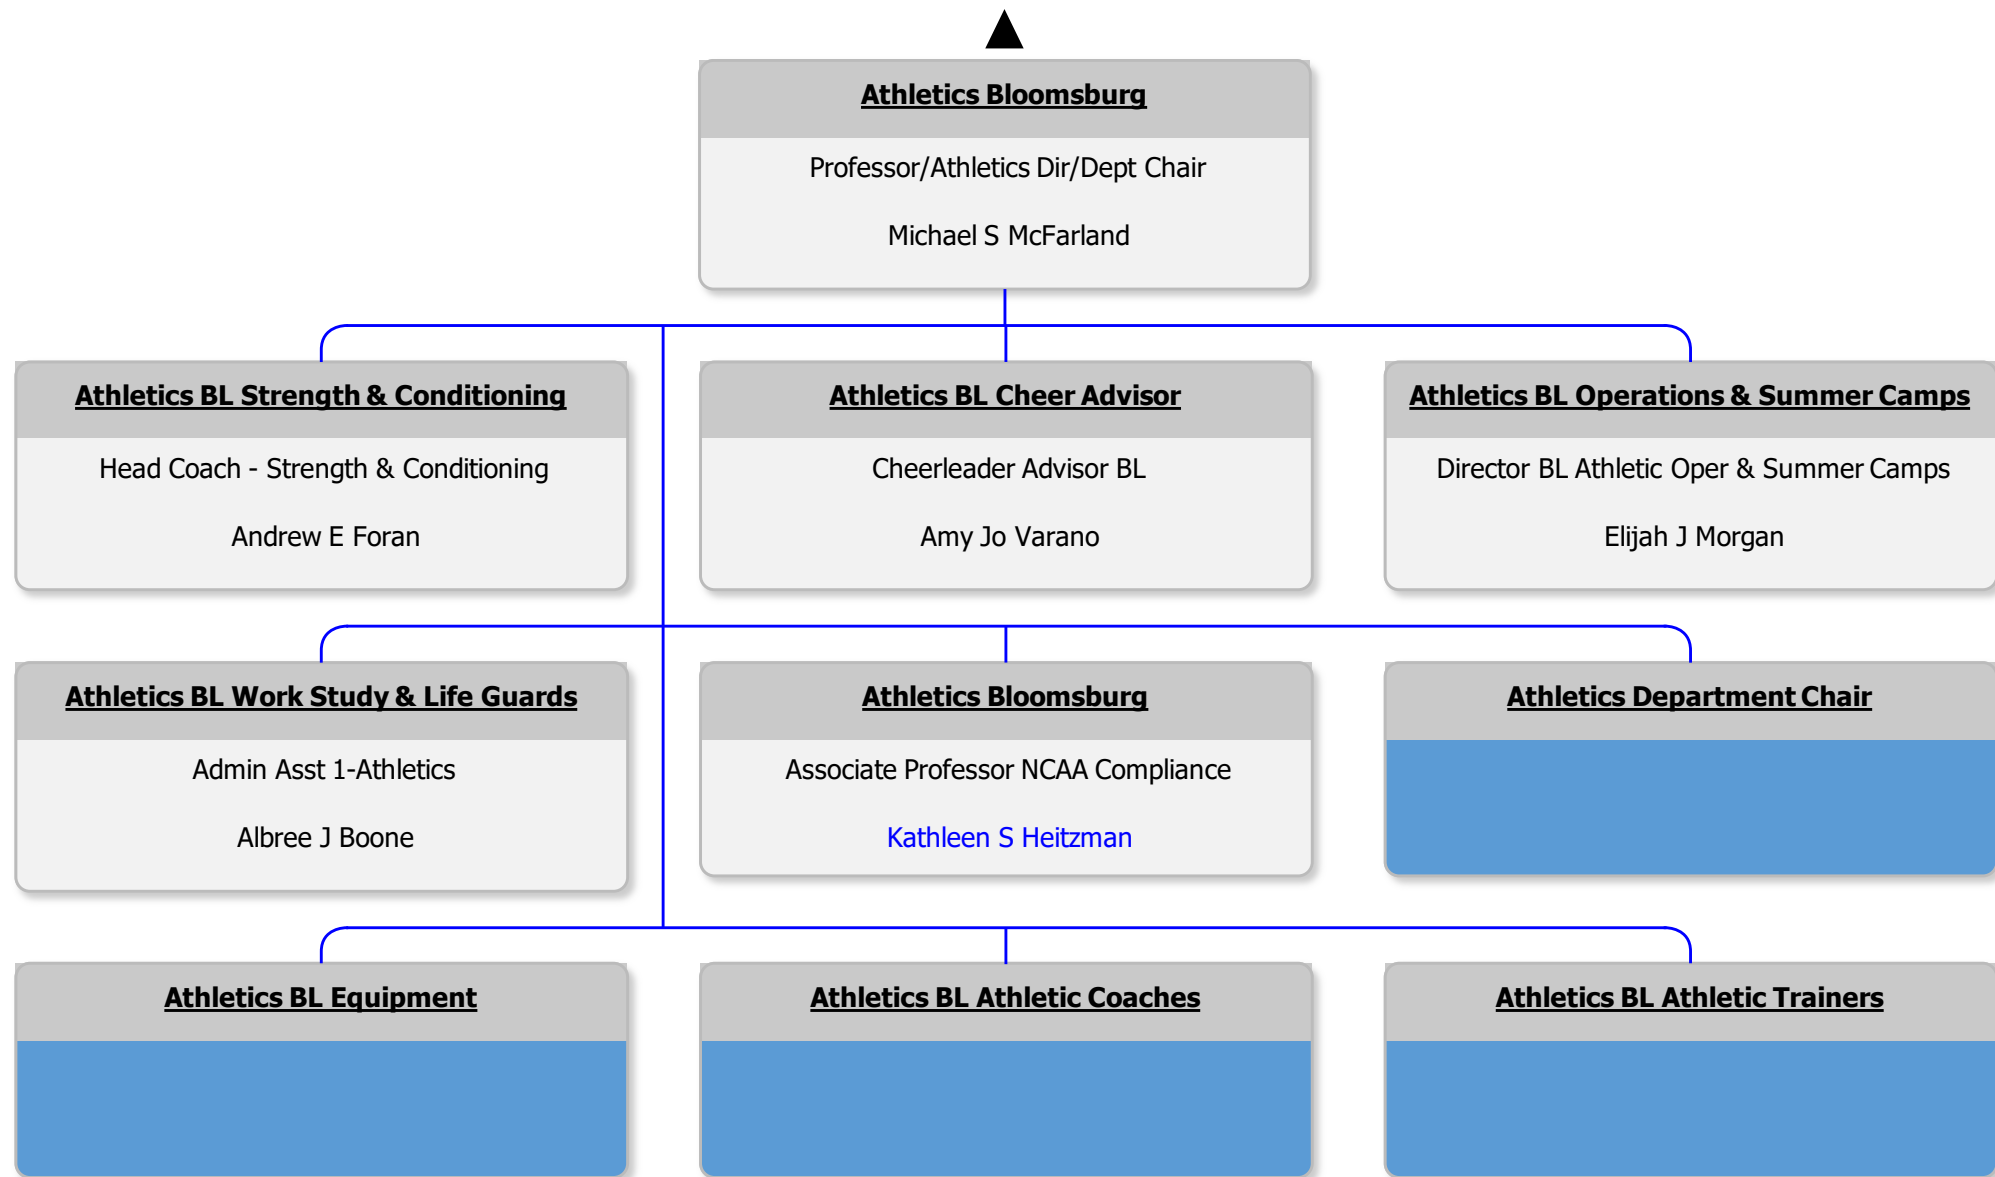 Athletics Bloomsburg
Professor/Athletics Dir/Dept Chair
Michael S McFarland
Athletics BL Strength & Conditioning
Head Coach - Strength & Conditioning
Andrew E Foran
Athletics BL Cheer Advisor
Cheerleader Advisor BL
Amy Jo Varano
Athletics BL Operations & Summer Camps
Director BL Athletic Oper & Summer Camps
Elijah J Morgan
Athletics BL Work Study & Life Guards
Admin Asst 1-Athletics
Albree J Boone
Athletics Bloomsburg
Associate Professor NCAA Compliance
Kathleen S Heitzman
Athletics Department Chair
Athletics BL Equipment
Athletics BL Athletic Coaches
Athletics BL Athletic Trainers